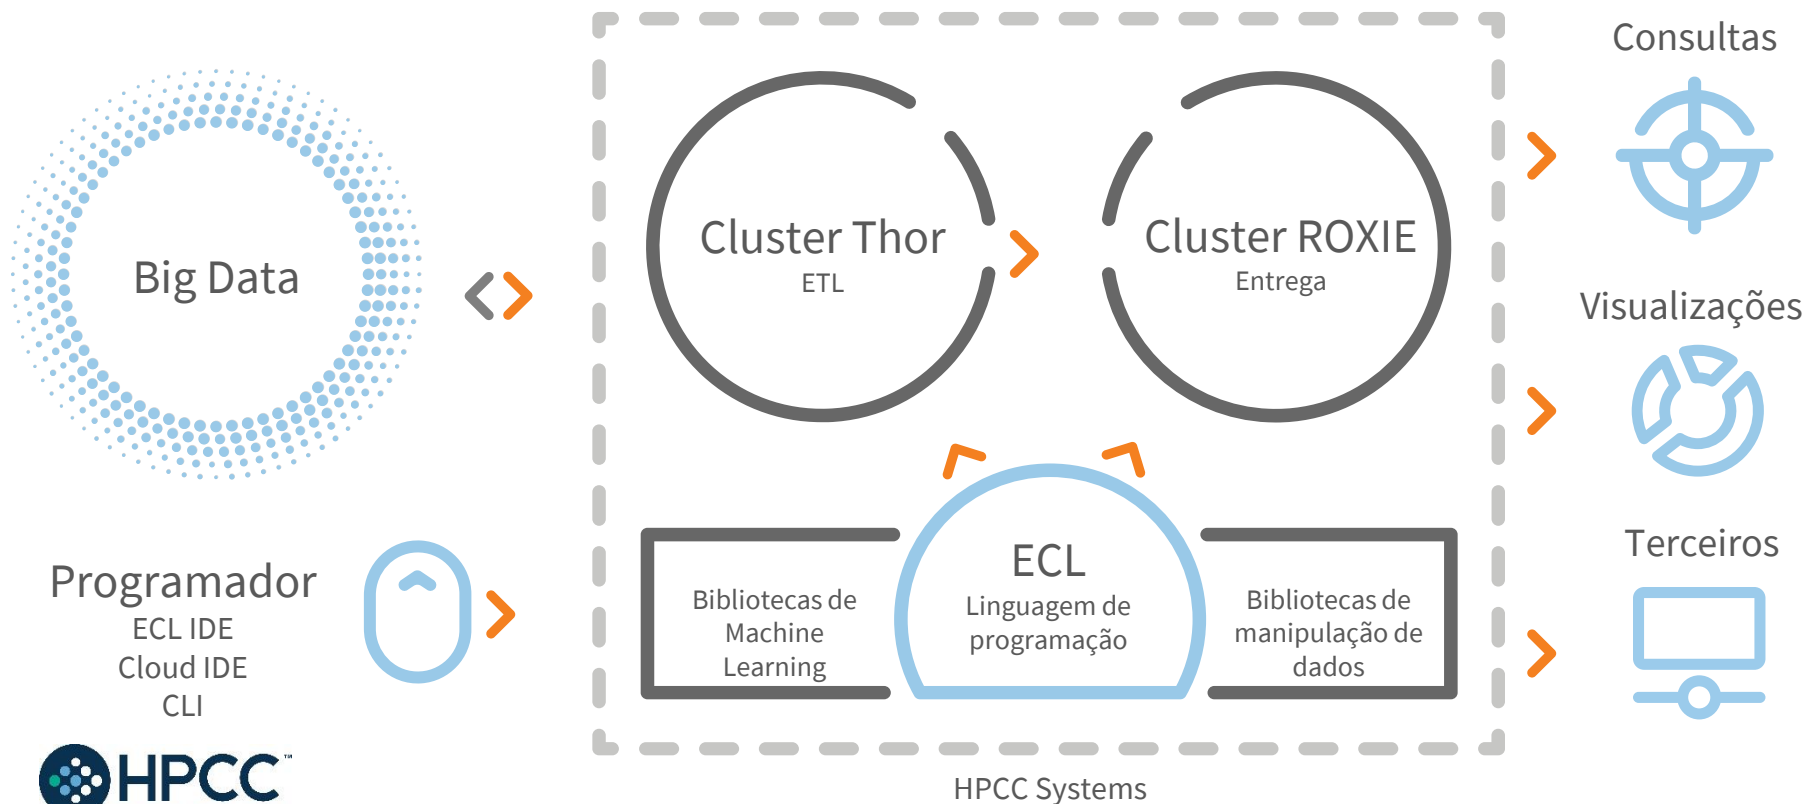 Big Data
Programador
ECL IDE
Cloud IDE
CLI
HPCC™
Cluster Thor
ETL
Cluster ROXIE
Entrega
Bibliotecas de
Machine
Learning
ECL
Linguagem de
programação
Bibliotecas de
manipulação de
dados
HPCC Systems
Consultas
Visualizações
Terceiros